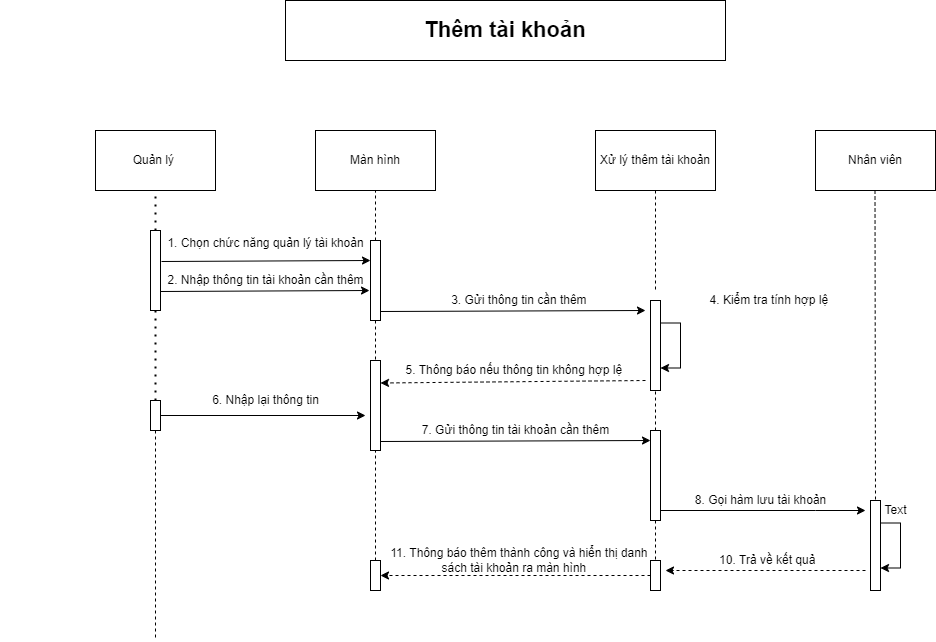 Thêm tài khoản
Quản lý
Màn hình
Xử lý thêm tài khoản
Nhân viên
1. Chọn chức năng quản lý tài khoản
2. Nhập thông tin tài khoản cần thêm
3. Gửi thông tin cần thêm
4. Kiểm tra tính hợp lệ
5. Thông báo nếu thông tin không hợp lệ
6. Nhập lại thông tin
7. Gửi thông tin tài khoản cần thêm
8. Gọi hàm lưu tài khoản
Text
10. Trả về kết quả
11. Thông báo thêm thành công và hiển thị danh
sách tài khoản ra màn hình